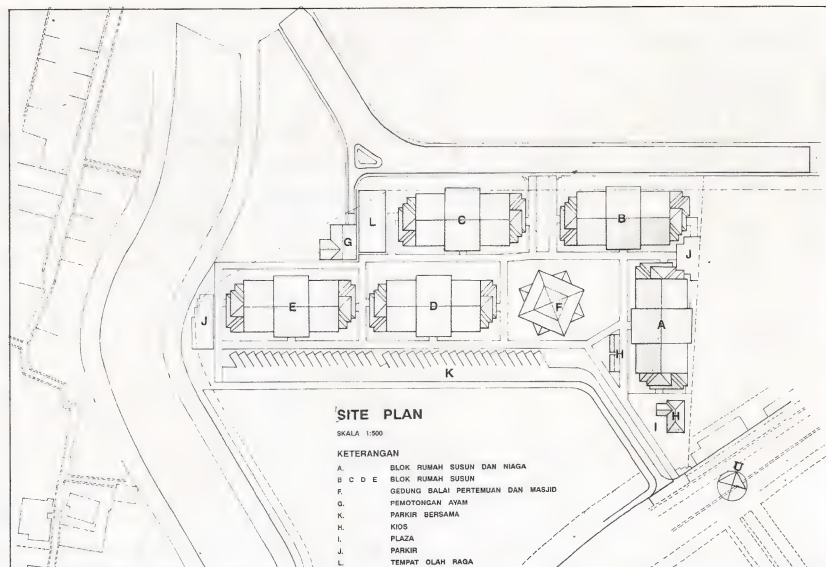 L
C
B
G
J
J
E
D
F
A
H
K
H
I
SITE PLAN
SKALA 1:500
KETERANGAN
A. BLOK RUMAH SUSUN DAN NIAGA
B C D E BLOK RUMAH SUSUN
F. GEDUNG BALAI PERTEMUAN DAN MASJID
G. PEMOTONGAN AYAM
K. PARKIR BERSAMA
H. KIOS
I. PLAZA
J. PARKIR
L. TEMPAT OLAH RAGA
U